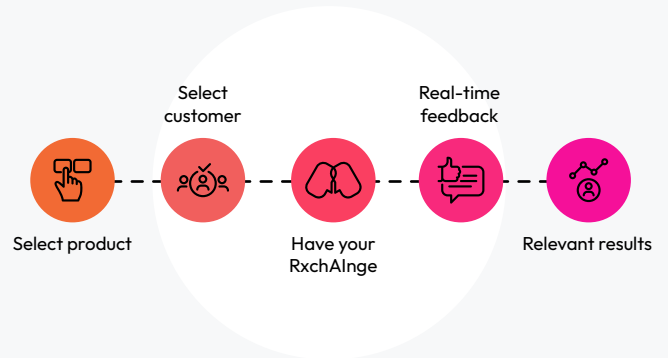 Select product
Select
customer
Have your
RxchAInge
Real-time
feedback
Relevant results